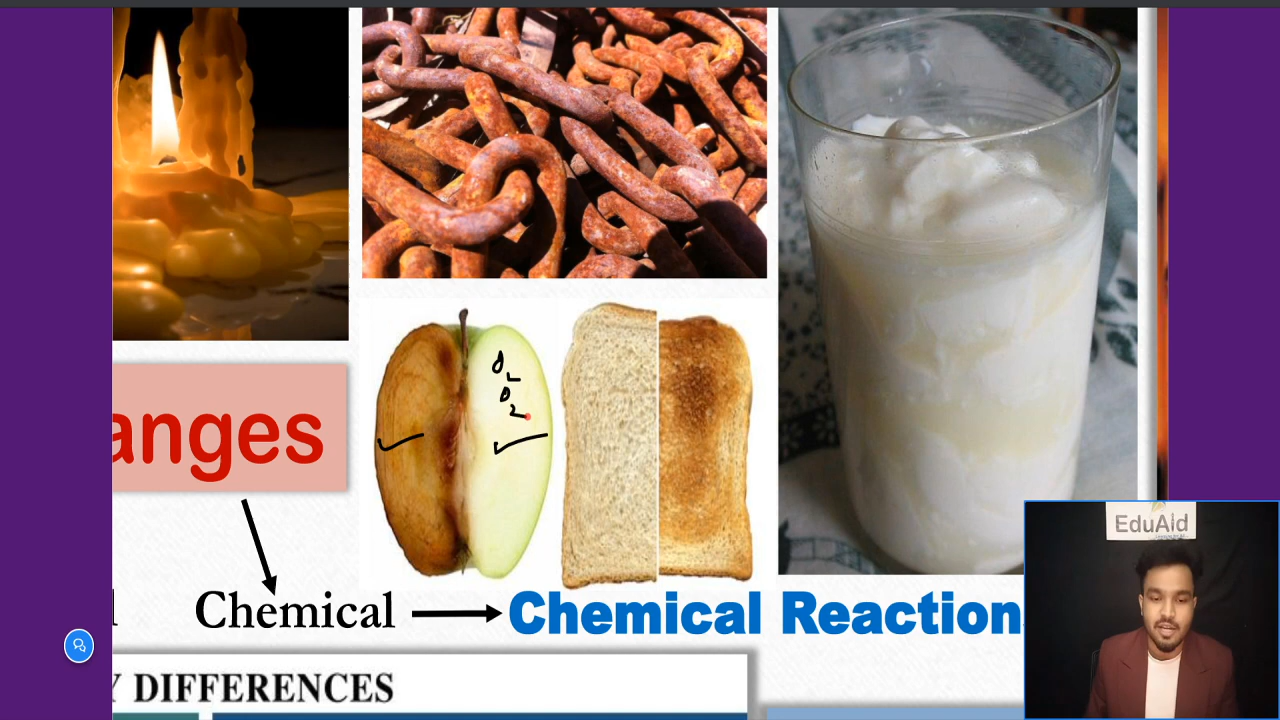 anges
Chemical
Chemical Reaction
Y DIFFERENCES
EduAId